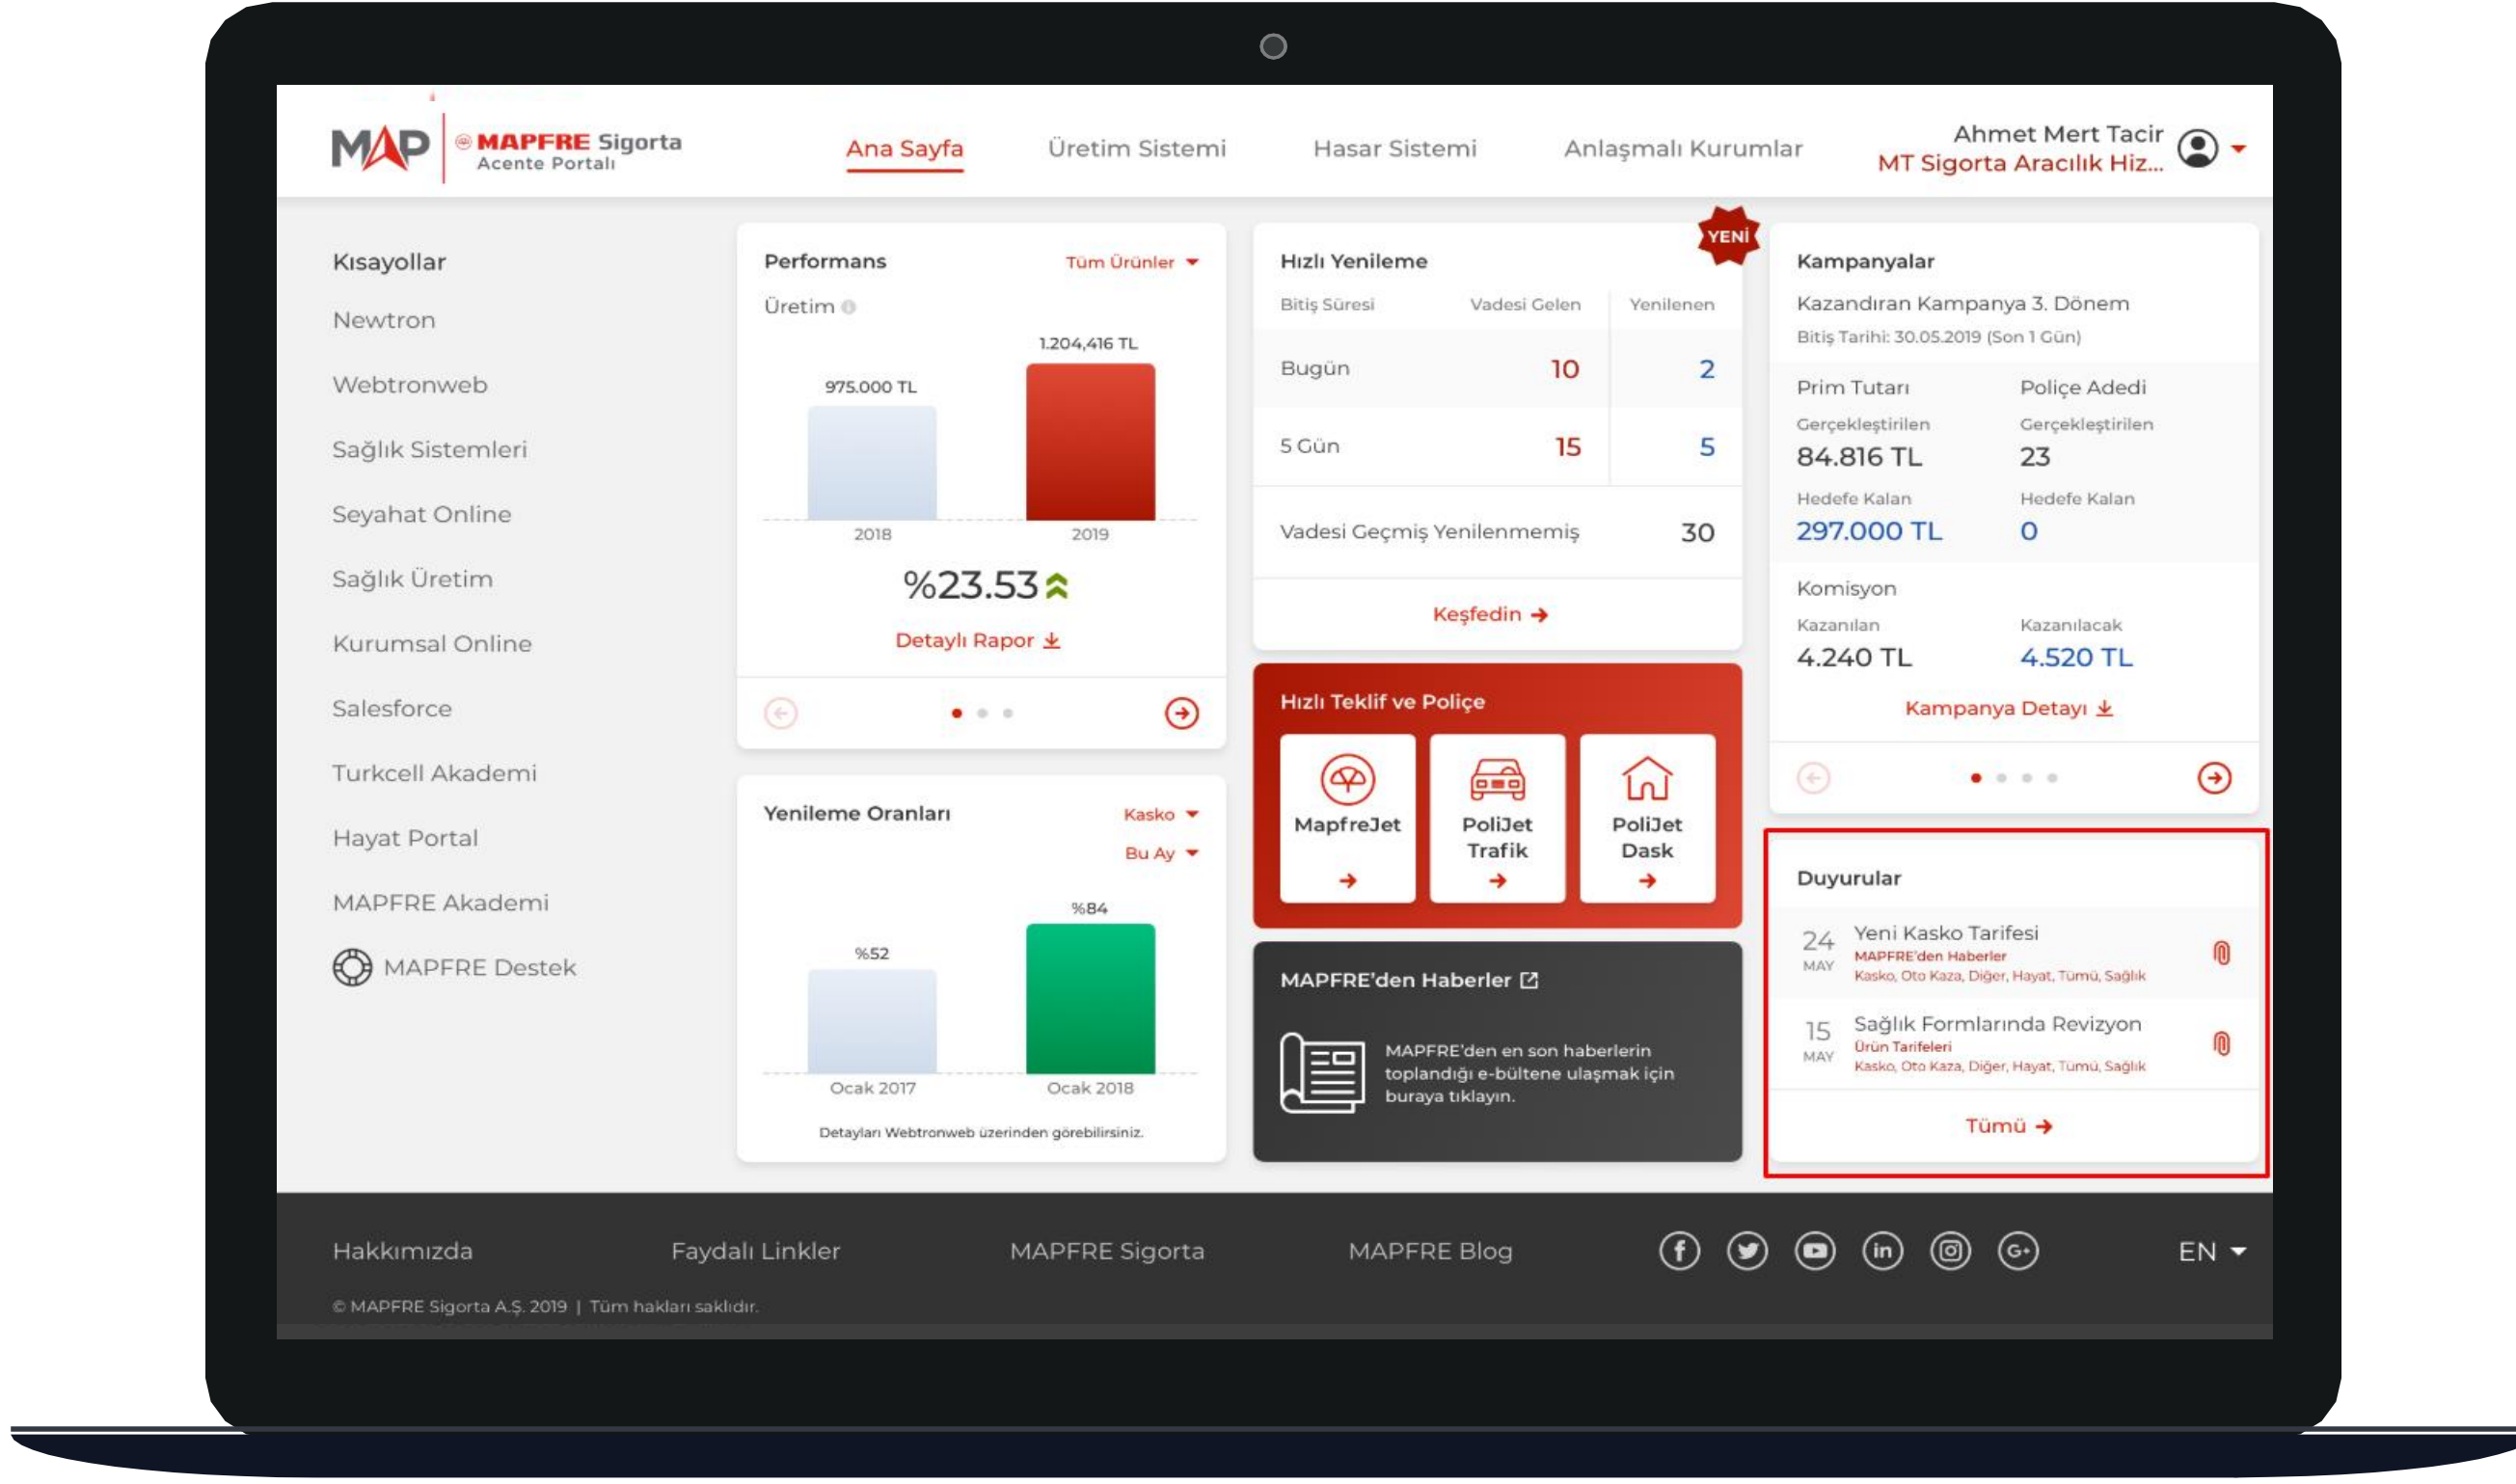 MAP
MAPFRE Sigorta
Acente Portalı
Ana Sayfa
Üretim Sistemi
Hasar Sistemi
Anlaşmalı Kurumlar
Ahmet Mert Tacir
MT Sigorta Aracılık Hiz...
Kısayollar
Newtron
Webtronweb
Sağlık Sistemleri
Seyahat Online
Sağlık Üretim
Kurumsal Online
Salesforce
Turkcell Akademi
Hayat Portal
MAPFRE Akademi
MAPFRE Destek
Performans
Tüm Ürünler
Üretim
1.204,416 TL
975.000 TL
2018
2019
%23.53
Detaylı Rapor
Yenileme Oranları
Kasko
Bu Ay
%84
%52
Ocak 2017
Ocak 2018
Detayları Webtronweb üzerinden görebilirsiniz.
YENİ
Hızlı Yenileme
Bitiş Süresi Vadesi Gelen Yenilenen
Bugün 10 2
5 Gün 15 5
Vadesi Geçmiş Yenilenmemiş 30
Keşfedin
Hızlı Teklif ve Poliçe
MapfreJet
PoliJet
Trafik
PoliJet
Dask
MAPFRE'den Haberler
MAPFRE'den en son haberlerin
toplandığı e-bültene ulaşmak için
buraya tıklayın.
Kampanyalar
Kazandıran Kampanya 3. Dönem
Bitiş Tarihi: 30.05.2019 (Son 1 Gün)
Prim Tutarı Poliçe Adedi
Gerçekleştirilen Gerçekleştirilen
84.816 TL 23
Hedefe Kalan Hedefe Kalan
297.000 TL 0
Komisyon
Kazanılan Kazanılacak
4.240 TL 4.520 TL
Kampanya Detayı
Duyurular
24 MAY
Yeni Kasko Tarifesi
MAPFRE'den Haberler
Kasko, Oto Kaza, Diğer, Hayat, Tümü, Sağlık
15 MAY
Sağlık Formlarında Revizyon
Ürün Tarifeleri
Kasko, Oto Kaza, Diğer, Hayat, Tümü, Sağlık
Tümü
Hakkımızda
Faydalı Linkler
MAPFRE Sigorta
MAPFRE Blog
f
in
G+
EN
© MAPFRE Sigorta A.Ş. 2019 | Tüm hakları saklıdır.